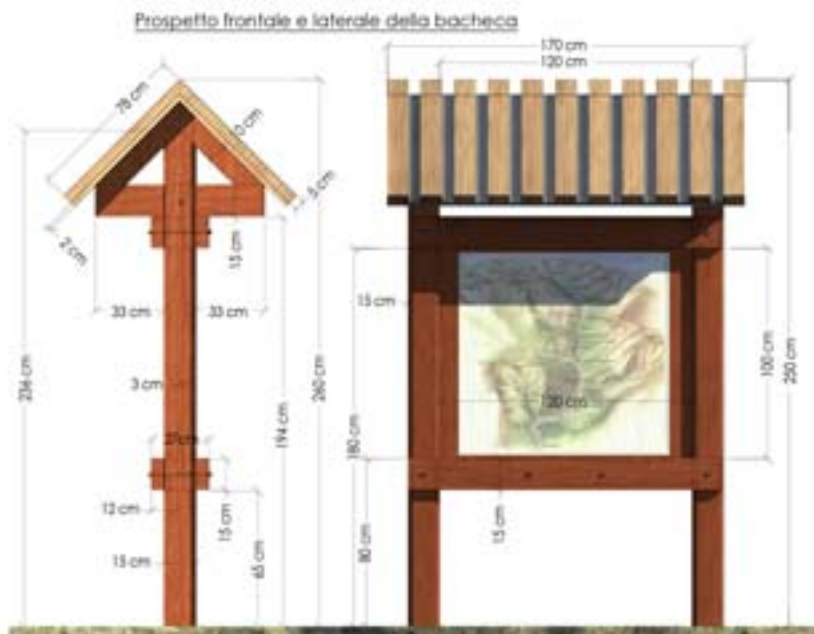 Prospetto frontale e laterale della bacheca
170 cm
120 cm
78 cm
5 cm
2 cm
15 cm
33 cm
33 cm
15 cm
236 cm
260 cm
3 cm
194 cm
180 cm
120 cm
100 cm
250 cm
27 cm
12 cm
15 cm
65 cm
80 cm
15 cm
15 cm